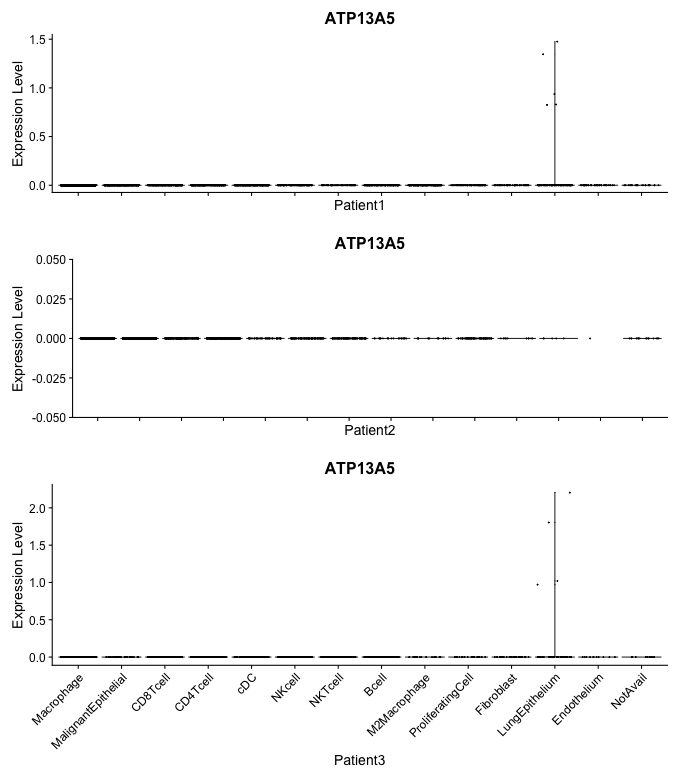 ATP13A5
Expression Level
1.5
1.0
0.5
0.0
Patient1
ATP13A5
Expression Level
0.050
0.025
0.000
-0.025
-0.050
Patient2
ATP13A5
Expression Level
2.0
1.5
1.0
0.5
0.0
Macrophage
MalignantEpithelial
CD8Tcell
CD4Tcell
cDC
NKcell
NKTcell
Bcell
M2Macrophage
ProliferatingCell
Fibroblast
LungEpithelium
Endothelium
NotAvail
Patient3